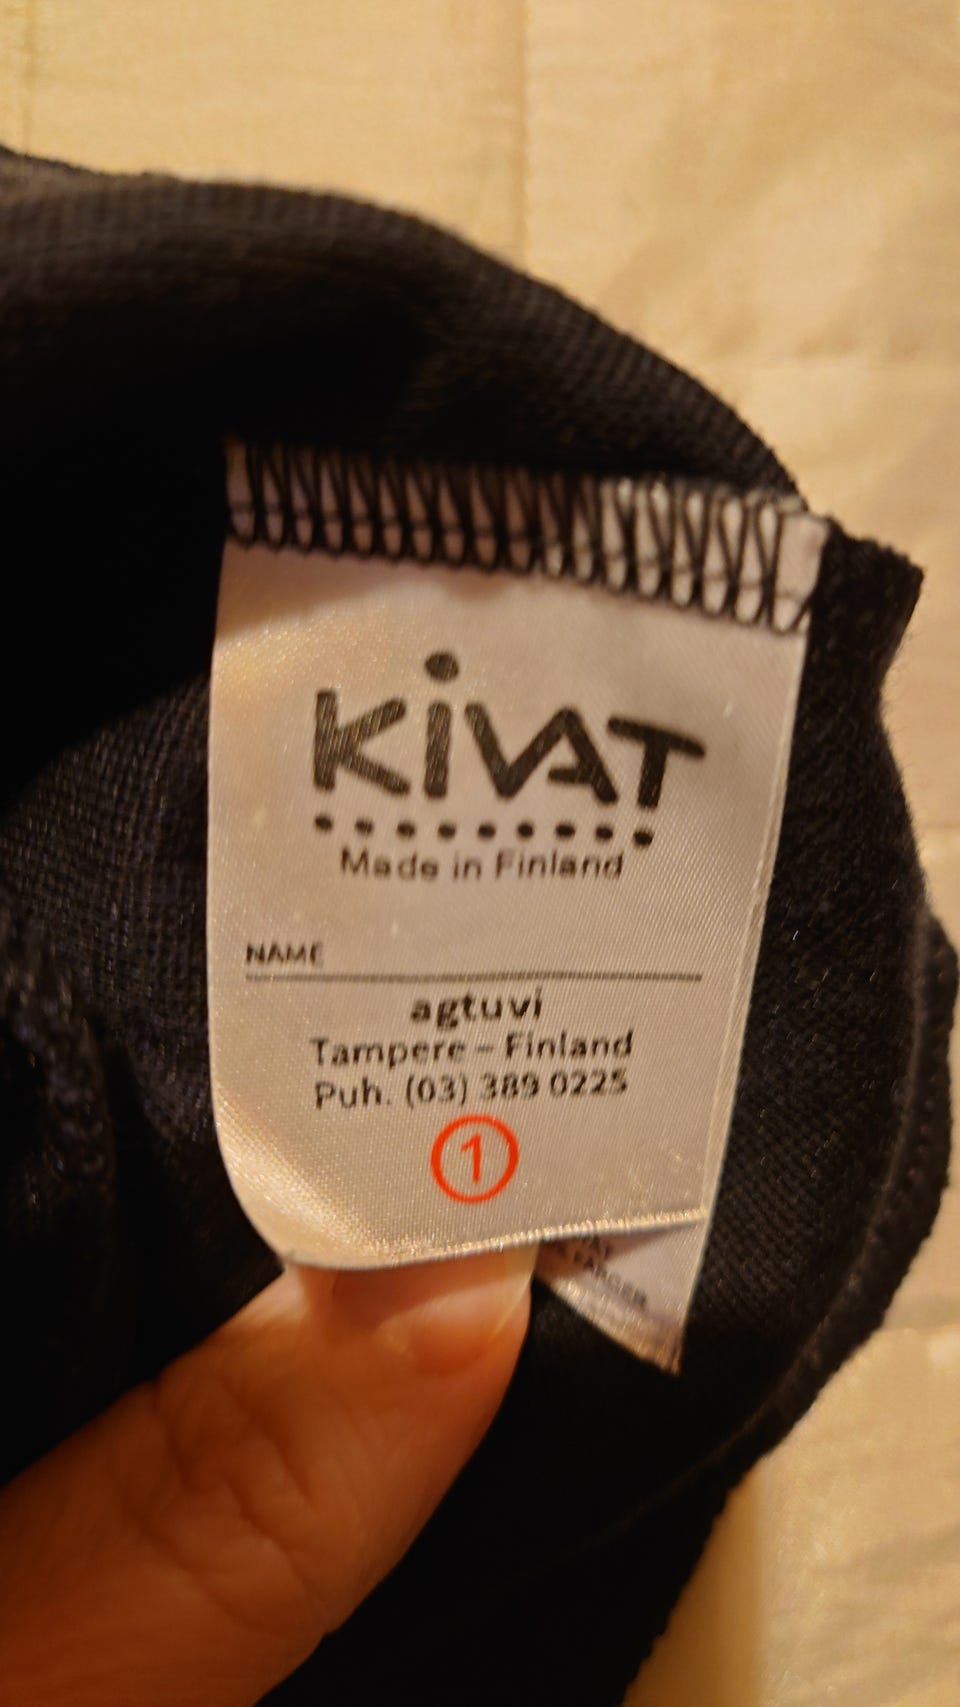 KiVAT
Made in Finland
NAME
agtuvi
Tampere – Finland
Puh. (03) 389 0225
1